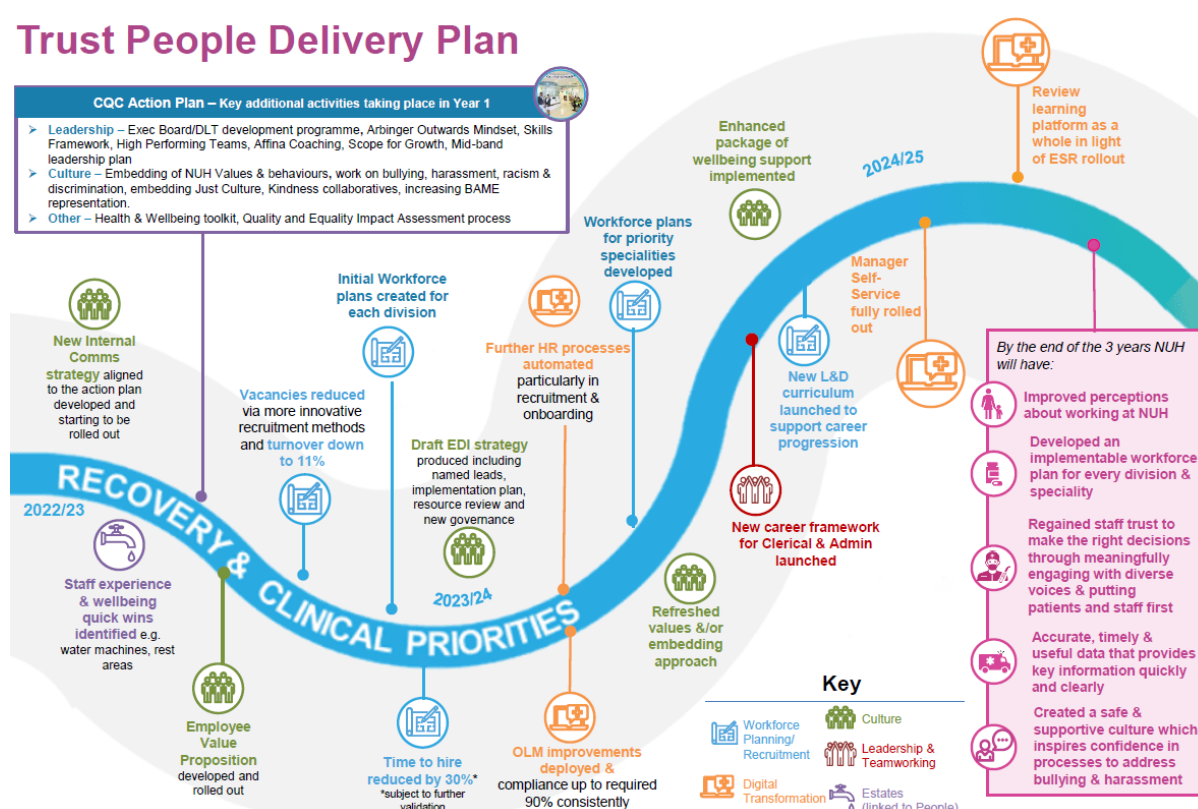 Trust People Delivery Plan
CQC Action Plan – Key additional activities taking place in Year 1
➢ Leadership – Exec Board/DLT development programme, Arbinger Outwards Mindset, Skills
Framework, High Performing Teams, Affina Coaching, Scope for Growth, Mid-band
leadership plan
➢ Culture – Embedding of NUH Values & behaviours, work on bullying, harassment, racism &
discrimination, embedding Just Culture, Kindness collaboratives, increasing BAME
representation.
➢ Other – Health & Wellbeing toolkit, Quality and Equality Impact Assessment process
New Internal
Comms
strategy aligned
to the action plan
developed and
starting to be
rolled out
Vacancies reduced
via more innovative
recruitment methods
and turnover down
to 11%
Initial Workforce
plans created for
each division
Draft EDI strategy
produced including
named leads,
implementation plan,
resource review and
new governance
Further HR processes
automated
particularly in
recruitment &
onboarding
Workforce plans
for priority
specialities
developed
Enhanced
package of
wellbeing support
implemented
2024/25
Review
learning
platform as a
whole in light
of ESR rollout
Manager
Self-
Service
fully rolled
out
New L&D
curriculum
launched to
support career
progression
New career framework
for Clerical & Admin
launched
Refreshed
values &/or
embedding
approach
RECOVERY & CLINICAL PRIORITIES
2022/23
2023/24
Staff experience
& wellbeing
quick wins
identified e.g.
water machines, rest
areas
Employee
Value
Proposition
developed and
rolled out
Time to hire
reduced by 30%*
*subject to further
validation
OLM improvements
deployed &
compliance up to required
90% consistently
Key
Workforce
Planning/
Recruitment
Digital
Transformation
Culture
Leadership &
Teamworking
Estates
(linked to People)
By the end of the 3 years NUH
will have:
Improved perceptions
about working at NUH
Developed an
implementable workforce
plan for every division &
speciality
Regained staff trust to
make the right decisions
through meaningfully
engaging with diverse
voices & putting
patients and staff first
Accurate, timely &
useful data that provides
key information quickly
and clearly
Created a safe &
supportive culture which
inspires confidence in
processes to address
bullying & harassment